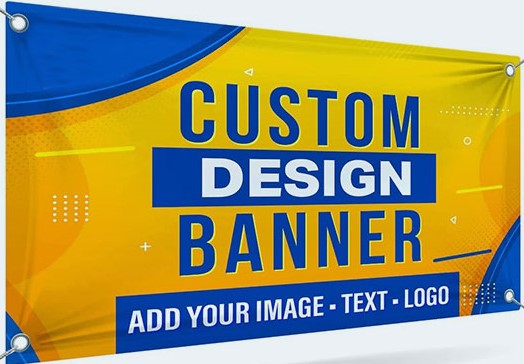 CUSTOM
DESIGN
BANNER
ADD YOUR IMAGE ▪ TEXT ▪ LOGO